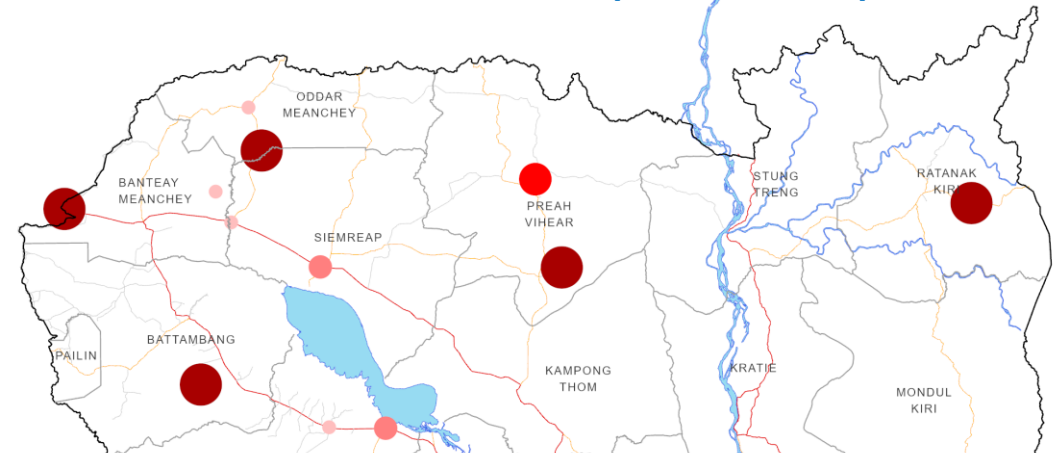 ODDAR
MEANCHEY
BANTEAY
MEANCHEY
STUNG
TRENG
RATANAK
KIRI
PREAH
VIHEAR
SIEMREAP
BATTAMBANG
PAILIN
KAMPONG
THOM
KRATIE
MONDUL
KIRI